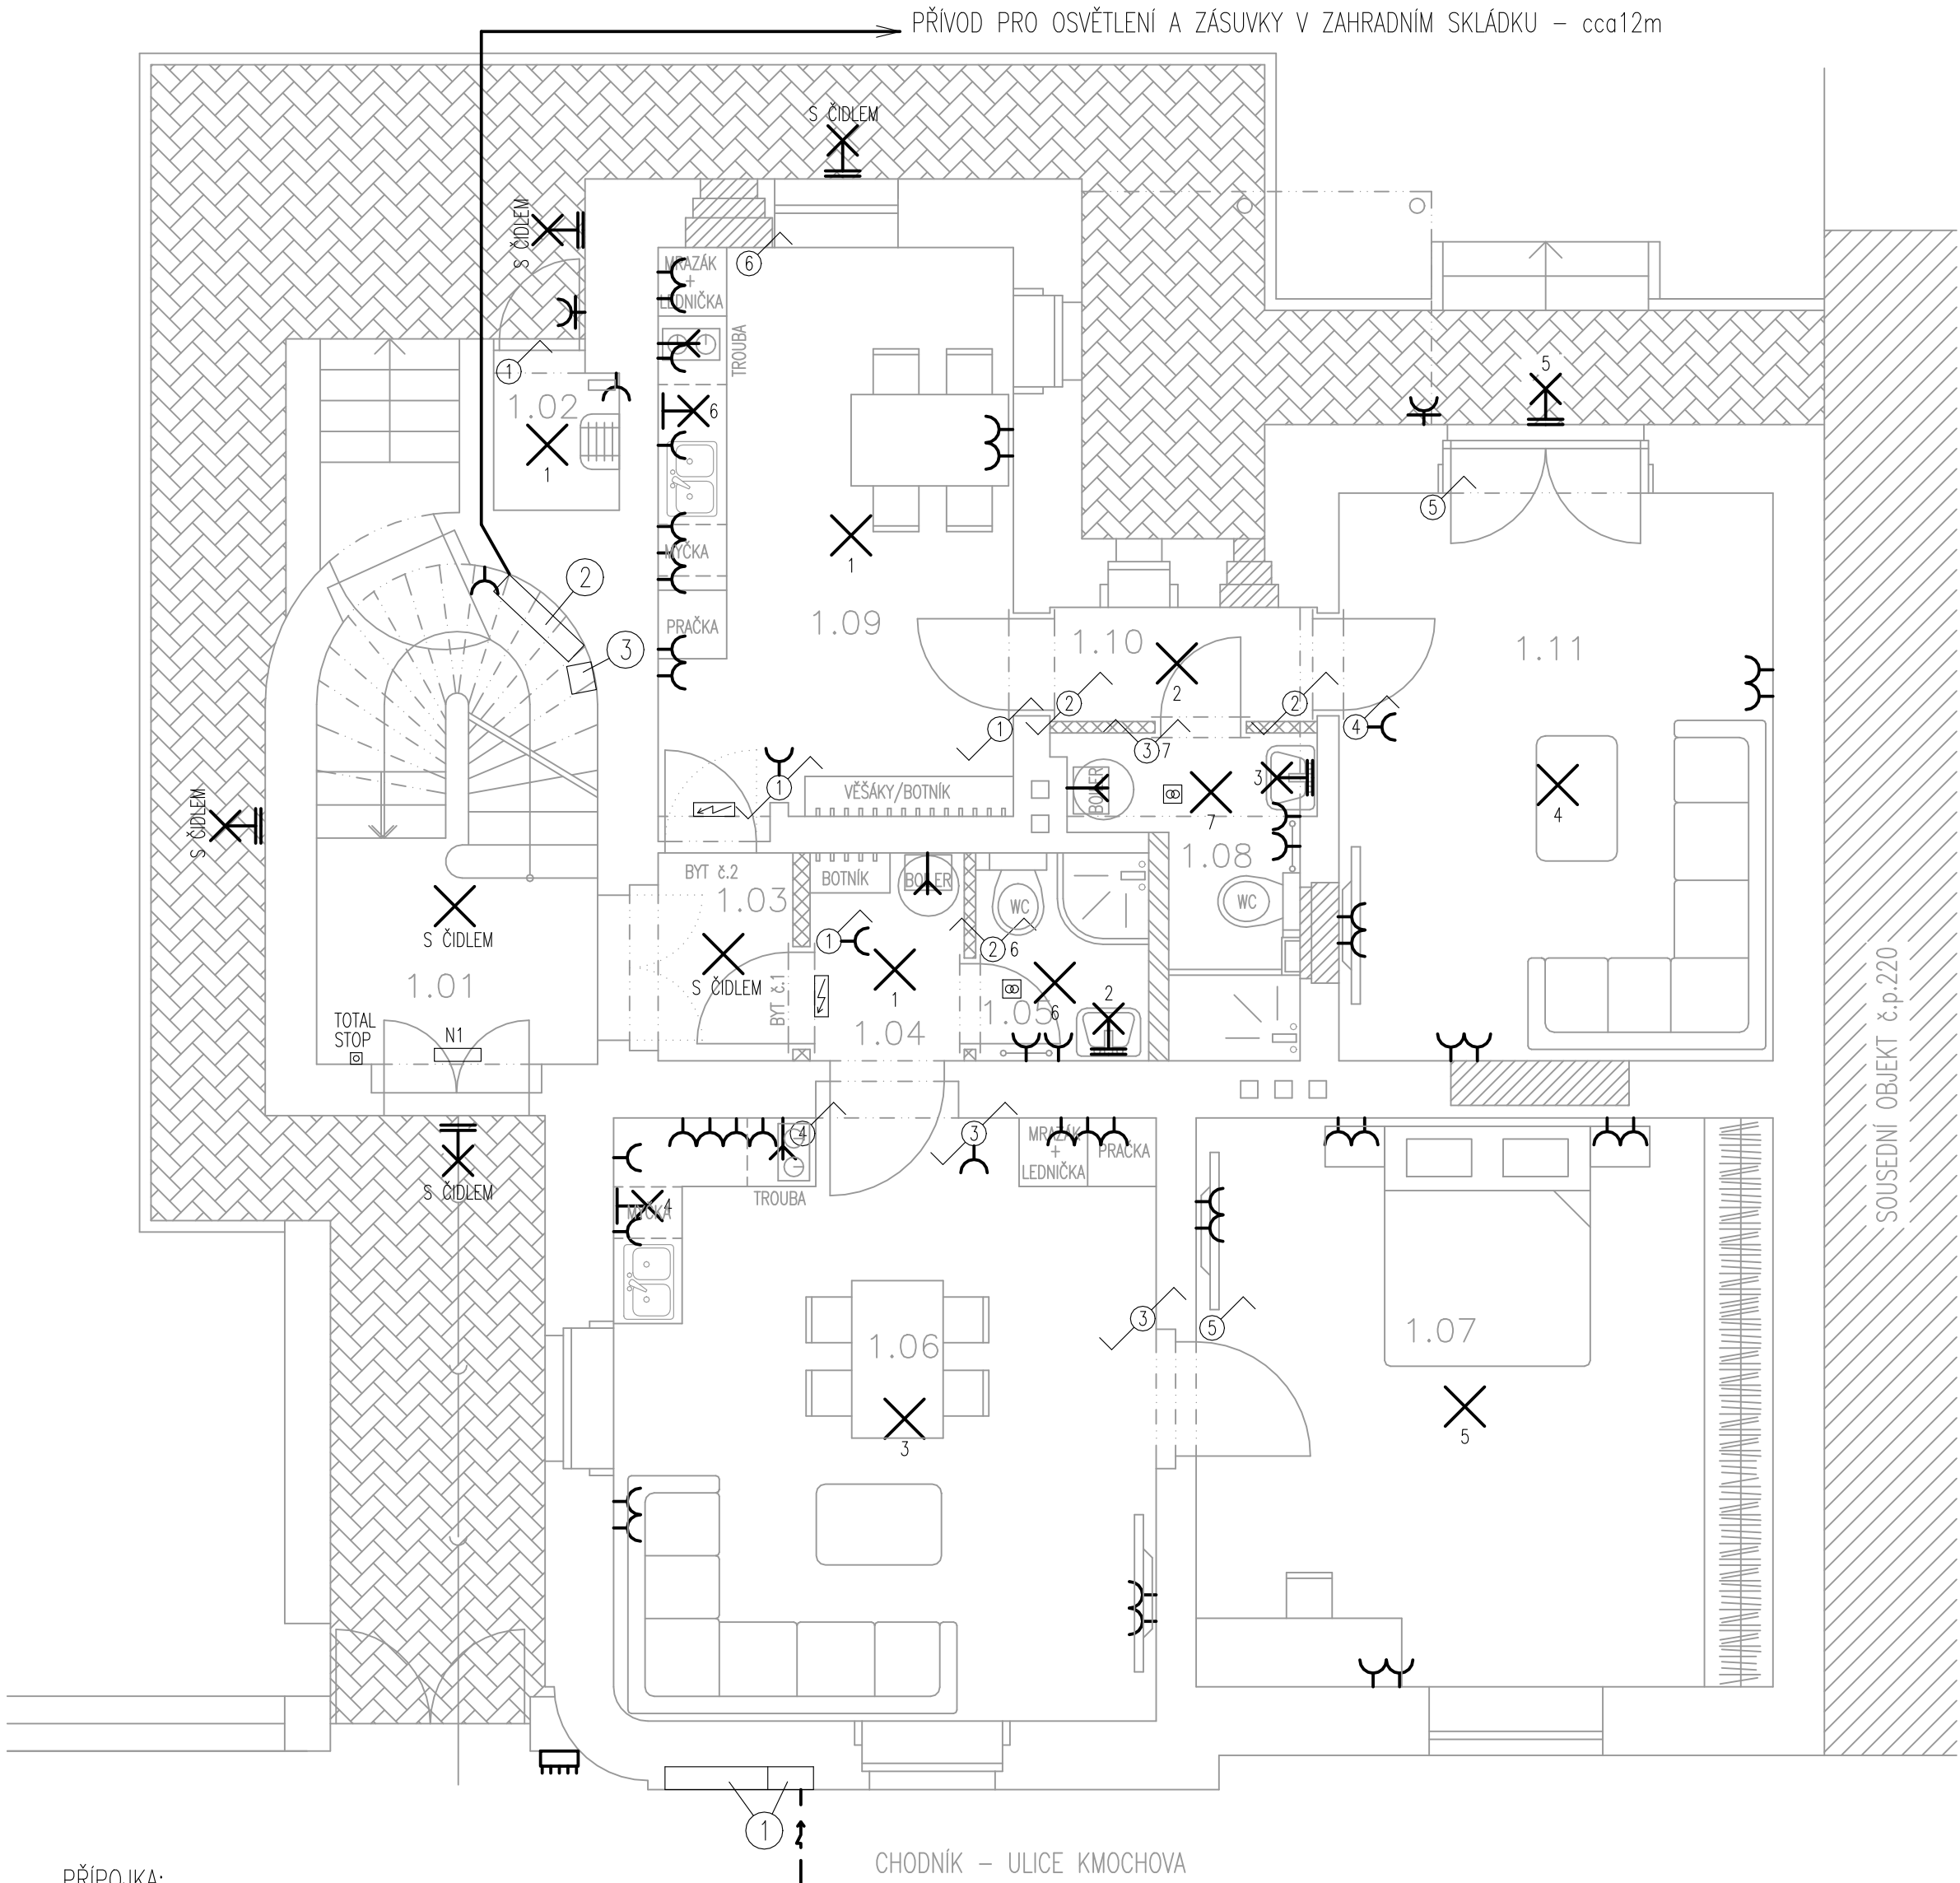 PŘÍVOD PRO OSVĚTLENÍ A ZÁSUVKY V ZAHRADNÍM SKLÁDKU – cca12m
S ČIDLEM
S ČIDLEM
6
MRAZÁK
+
LEDNIČKA
TROUBA
1
1.02
1
6
5
5
1
MYČKA
2
1.09
PRAČKA
1.10
1.11
3
2
2
2
4
1
3
7
1
VĚŠÁKY/BOTNÍK
BOILER
3
7
4
S ČIDLEM
S ČIDLEM
BYT č.2
1.03
BOTNÍK
BOILER
WC
1.08
WC
1
2
6
1.01
S ČIDLEM
BYT č.1
1
1.05
6
2
1.04
TOTAL
STOP
N1
SOUSEDNÍ OBJEKT č.p.220
S ČIDLEM
4
3
MRAZÁK
+
LEDNIČKA
PRAČKA
TROUBA
MYČKA
4
3
5
1.06
1.07
3
5
1
CHODNÍK – ULICE KMOCHOVA
PŘÍPOJKA: